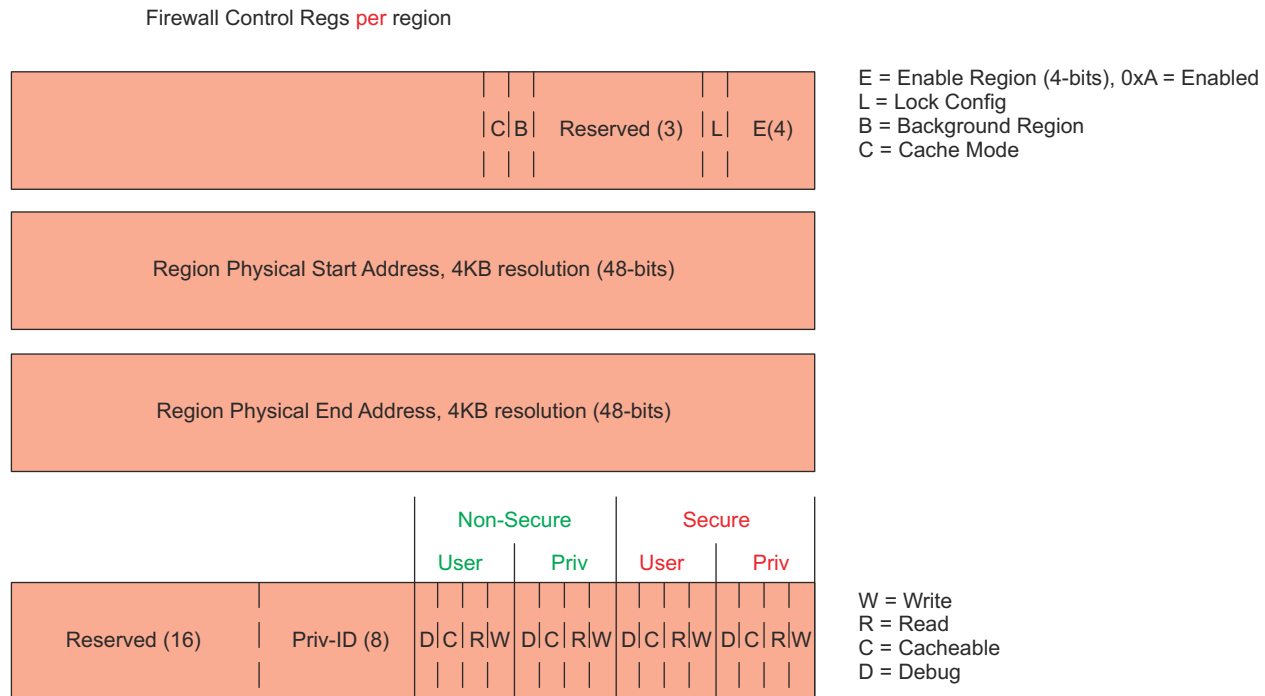 Firewall Control Regs per region
C B Reserved (3) L E(4)
E = Enable Region (4-bits), 0xA = Enabled
L = Lock Config
B = Background Region
C = Cache Mode
Region Physical Start Address, 4KB resolution (48-bits)
Region Physical End Address, 4KB resolution (48-bits)
Non-Secure Secure
User Priv User Priv
Reserved (16) Priv-ID (8) D C R W D C R W D C R W D C R W
W = Write
R = Read
C = Cacheable
D = Debug